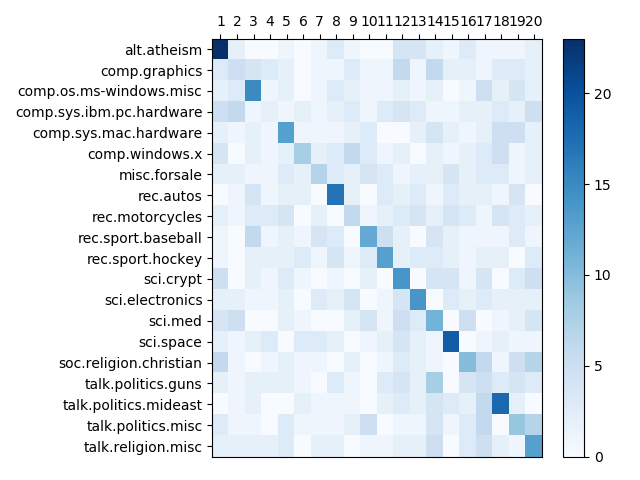 1 2 3 4 5 6 7 8 9 10 11 12 13 14 15 16 17 18 19 20
alt.atheism
comp.graphics
comp.os.ms-windows.misc
comp.sys.ibm.pc.hardware
comp.sys.mac.hardware
comp.windows.x
misc.forsale
rec.autos
rec.motorcycles
rec.sport.baseball
rec.sport.hockey
sci.crypt
sci.electronics
sci.med
sci.space
soc.religion.christian
talk.politics.guns
talk.politics.mideast
talk.politics.misc
talk.religion.misc
20
15
10
5
0